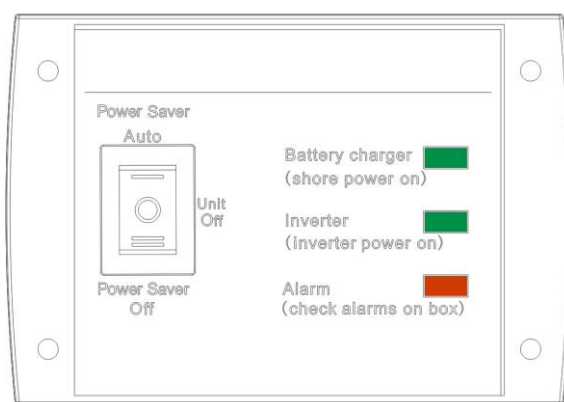 Power Saver
Auto
Unit
Off
Power Saver
Off
Battery charger
(shore power on)
Inverter
(inverter power on)
Alarm
(check alarms on box)